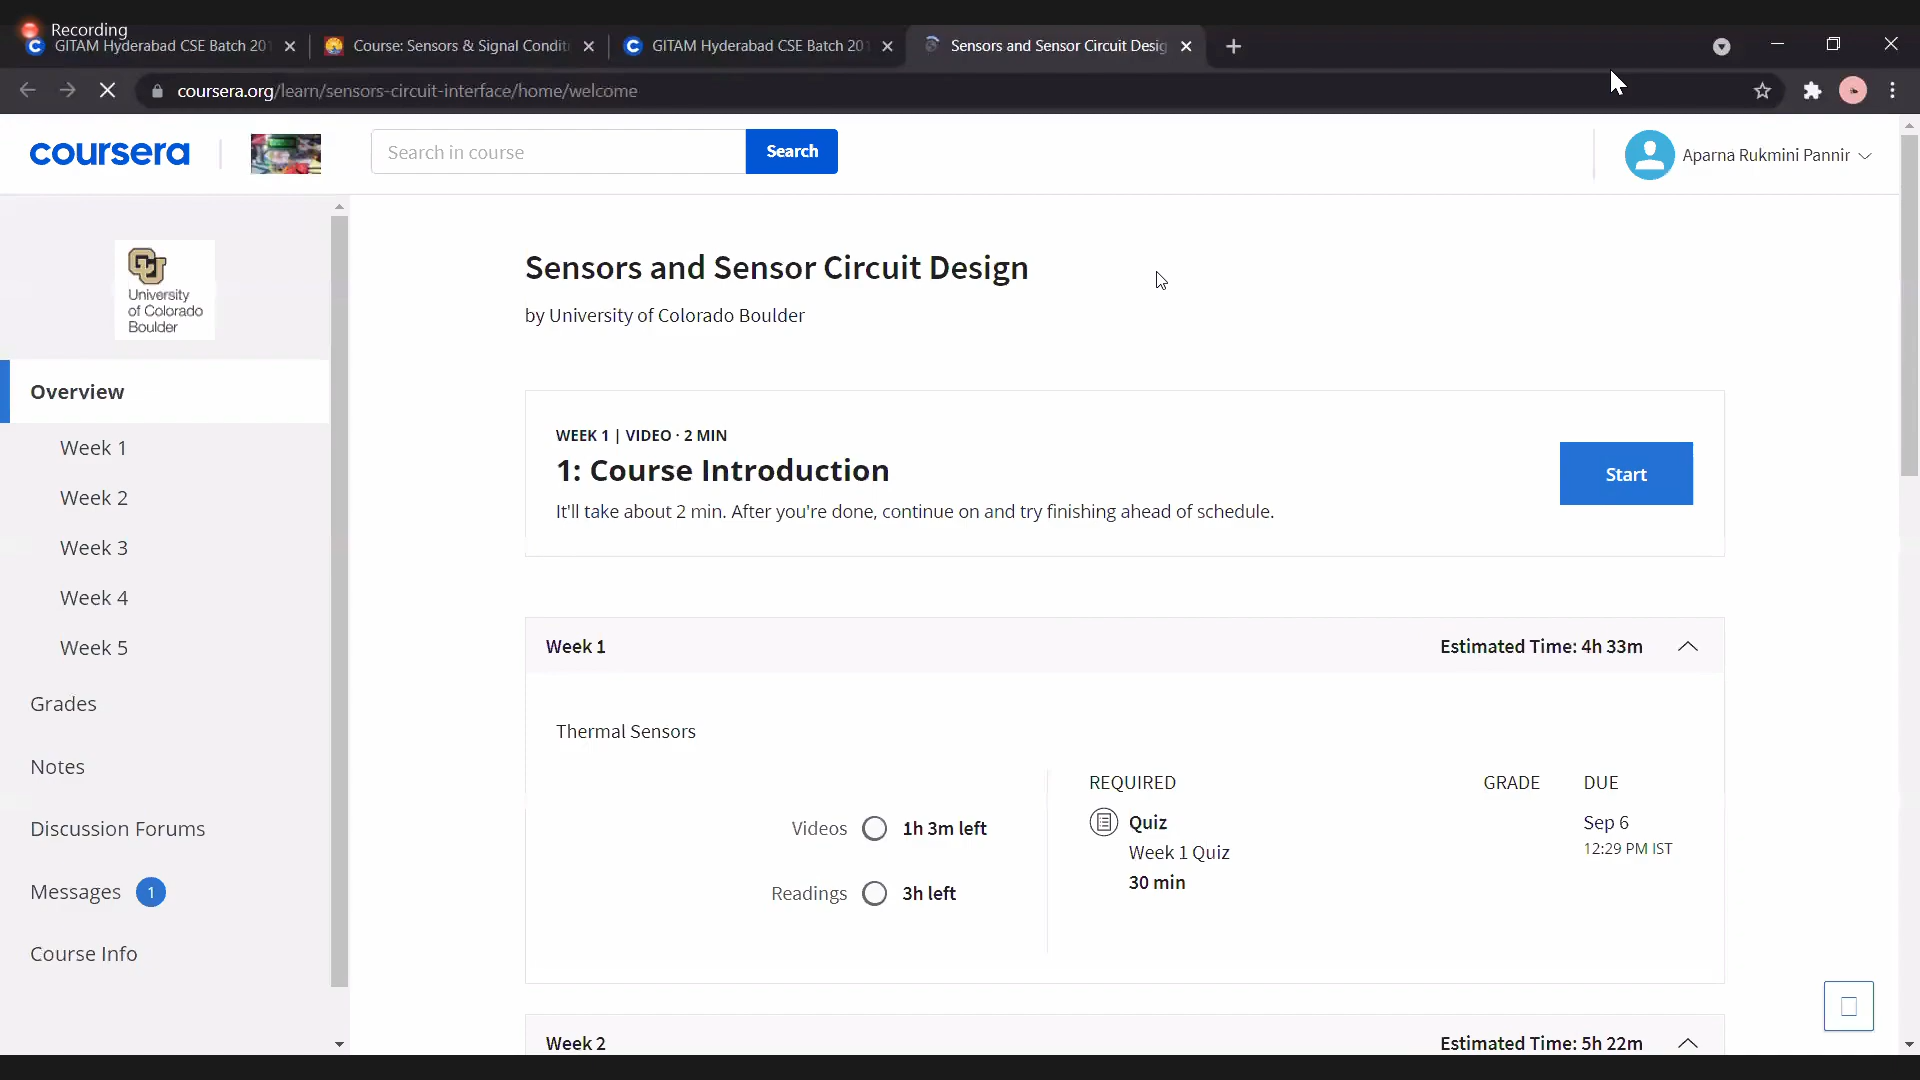 Recording
GITAM Hyderabad CSE Batch 201
Course: Sensors & Signal Condit
GITAM Hyderabad CSE Batch 201
Sensors and Sensor Circuit Desig
coursera.org/learn/sensors-circuit-interface/home/welcome
coursera
Search in course
Search
Aparna Rukmini Pannir
CU
University
of Colorado
Boulder
Overview
Week 1
Week 2
Week 3
Week 4
Week 5
Grades
Notes
Discussion Forums
Messages 1
Course Info
Sensors and Sensor Circuit Design
by University of Colorado Boulder
WEEK 1 | VIDEO · 2 MIN
1: Course Introduction
It'll take about 2 min. After you're done, continue on and try finishing ahead of schedule.
Start
Week 1
Estimated Time: 4h 33m
Thermal Sensors
Videos 1h 3m left
Readings 3h left
REQUIRED
GRADE
DUE
Quiz
Week 1 Quiz
30 min
Sep 6
12:29 PM IST
Week 2
Estimated Time: 5h 22m